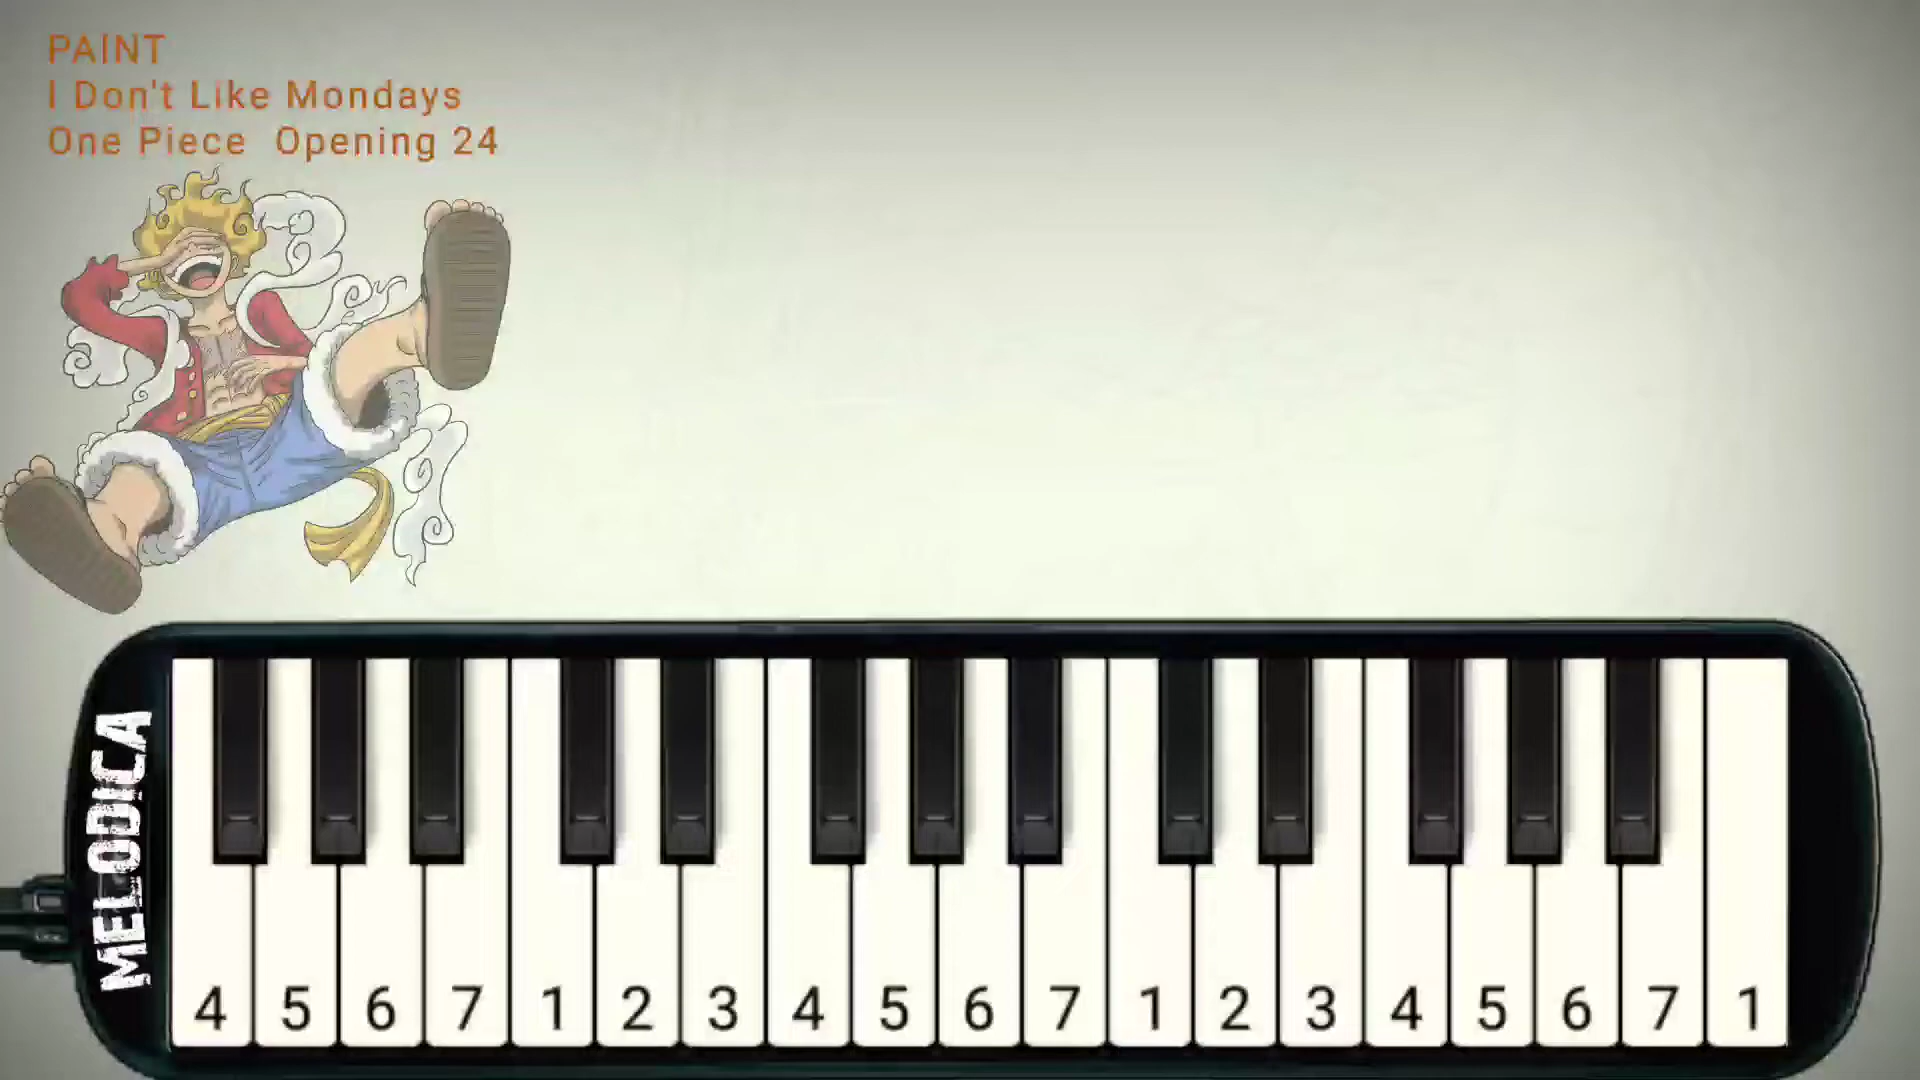 PAINT
I Don't Like Mondays
One Piece Opening 24
MELODICA
4 5 6 7 1 2 3 4 5 6 7 1 2 3 4 5 6 7 1